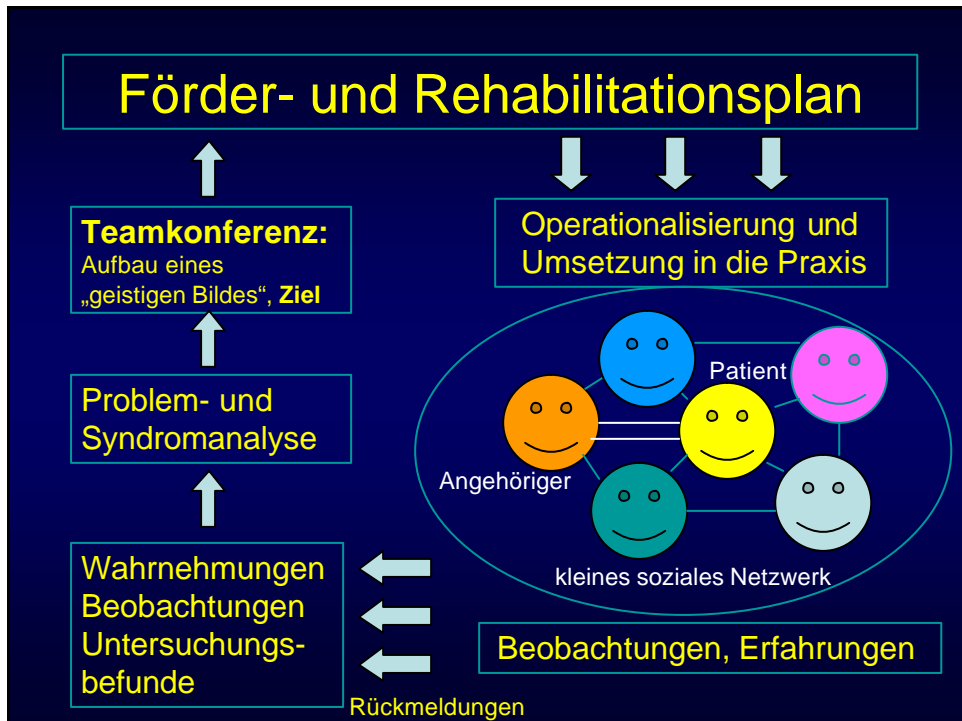 Förder- und Rehabilitationsplan
Teamkonferenz:
Aufbau eines
„geistigen Bildes“, Ziel
Problem- und
Syndromanalyse
Wahrnehmungen
Beobachtungen
Untersuchungs-
befunde
Operationalisierung und
Umsetzung in die Praxis
Patient
Angehöriger
kleines soziales Netzwerk
Beobachtungen, Erfahrungen
Rückmeldungen